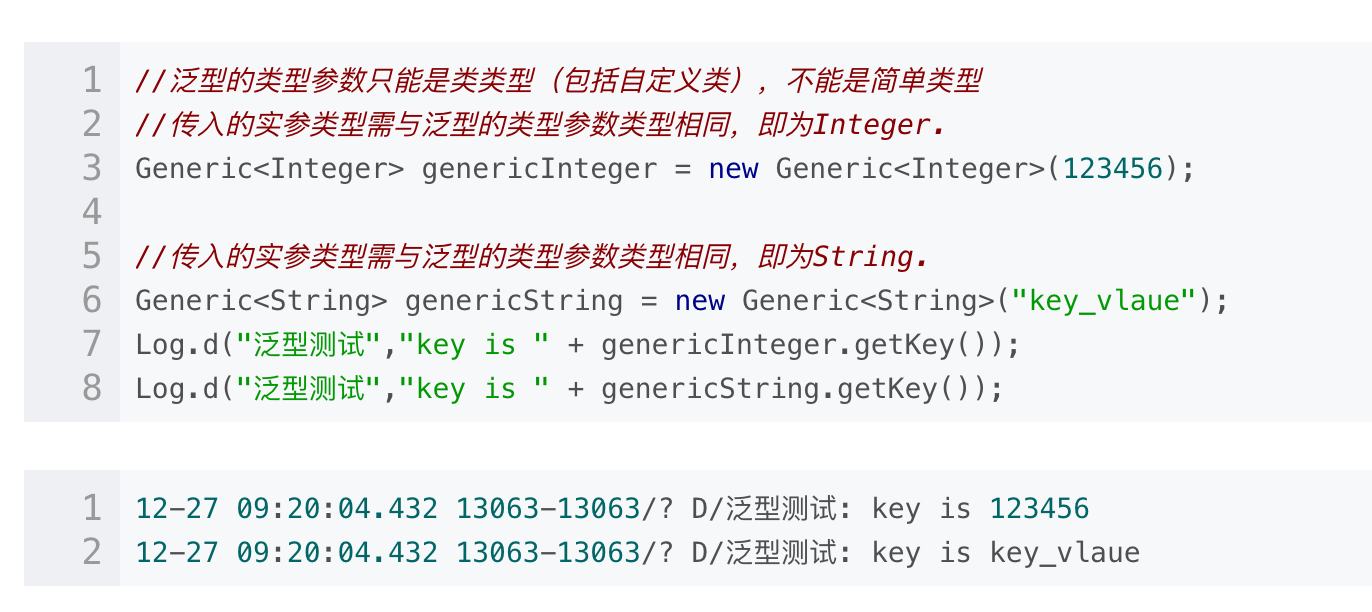 1 //泛型的类型参数只能是类类型（包括自定义类），不能是简单类型
2 //传入的实参类型需与泛型的类型参数类型相同，即为Integer.
3 Generic<Integer> genericInteger = new Generic<Integer>(123456);
4
5 //传入的实参类型需与泛型的类型参数类型相同，即为String.
6 Generic<String> genericString = new Generic<String>("key_vlaue");
7 Log.d("泛型测试","key is " + genericInteger.getKey());
8 Log.d("泛型测试","key is " + genericString.getKey());
1 12-27 09:20:04.432 13063-13063/? D/泛型测试: key is 123456
2 12-27 09:20:04.432 13063-13063/? D/泛型测试: key is key_vlaue